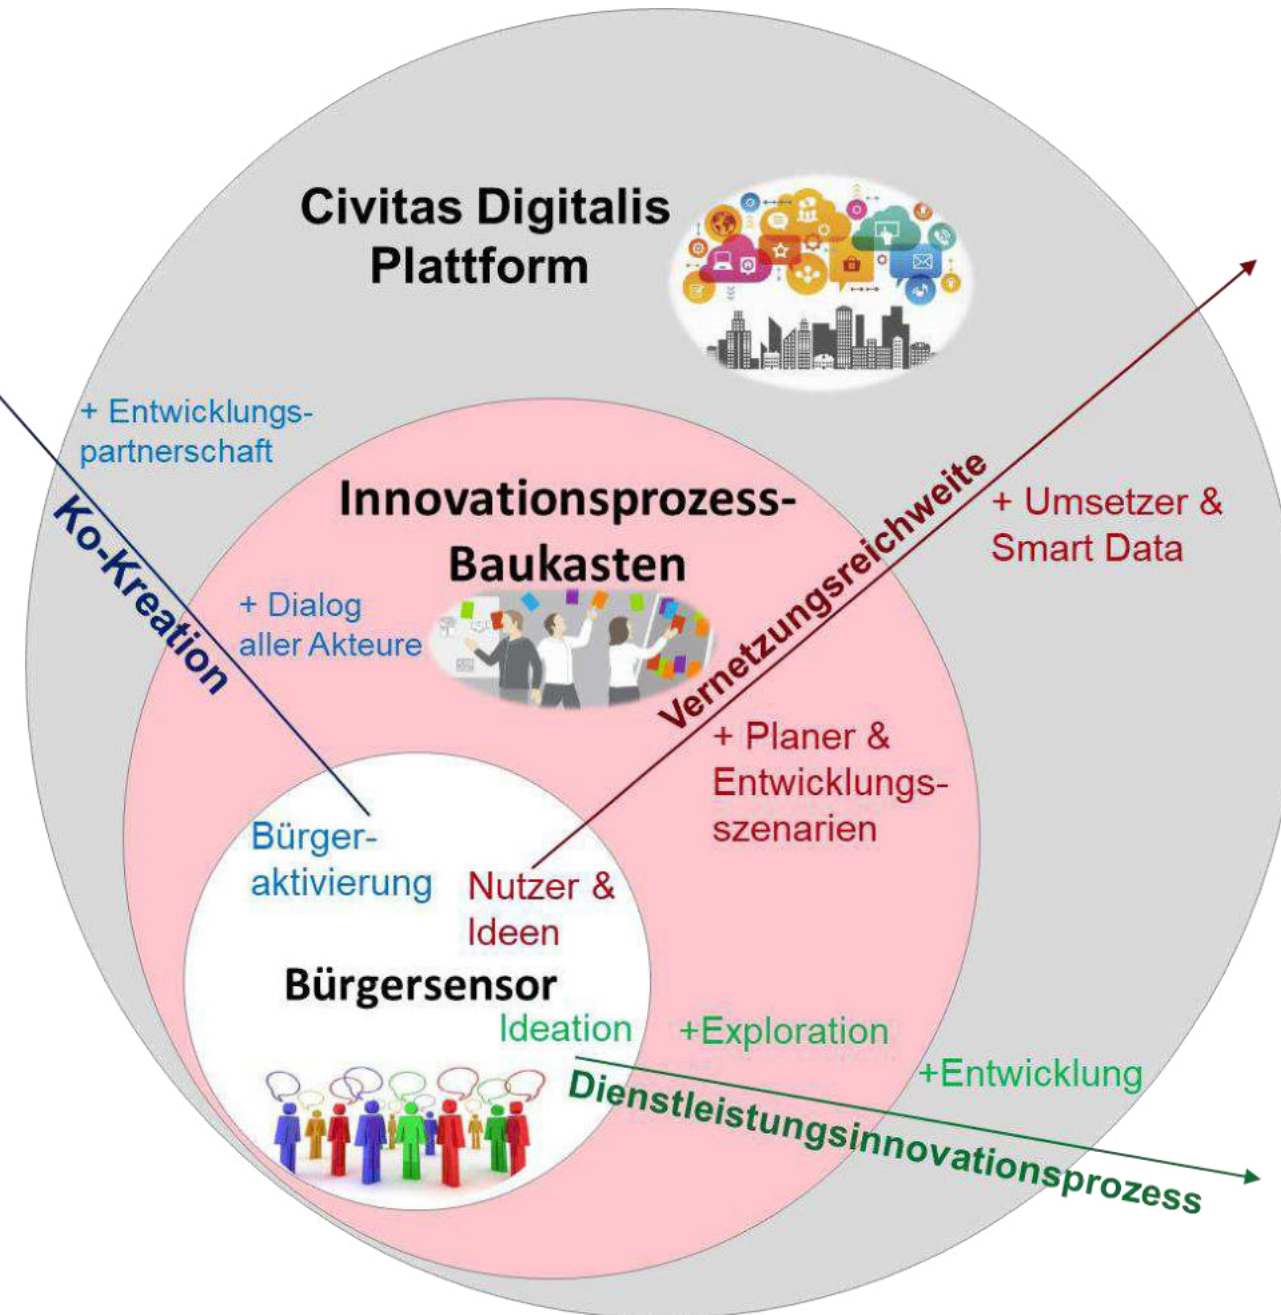 Civitas Digitalis
Plattform
+ Entwicklungs-
partnerschaft
Ko-Kreation
Innovationsprozess-
Baukasten
+ Dialog
aller Akteure
Vernetzungsreichweite
+ Umsetzer &
Smart Data
+ Planer &
Entwicklungs-
szenarien
Bürger-
aktivierung
Nutzer &
Ideen
Bürgersensor
Ideation
+Exploration
+Entwicklung
Dienstleistungsinnovationsprozess